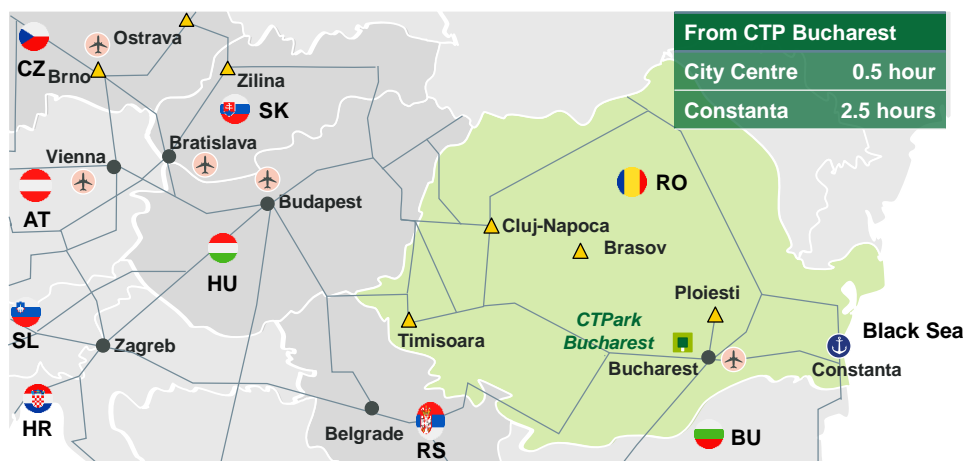 From CTP Bucharest
City Centre 0.5 hour
Constanta 2.5 hours
Ostrava
CZ
Brno
Zilina
SK
Bratislava
Vienna
AT
Budapest
RO
Cluj-Napoca
Brasov
HU
Ploiesti
SL
CTPark
Bucharest
Timisoara
Zagreb
Black Sea
Bucharest
Constanta
HR
Belgrade
RS
BU